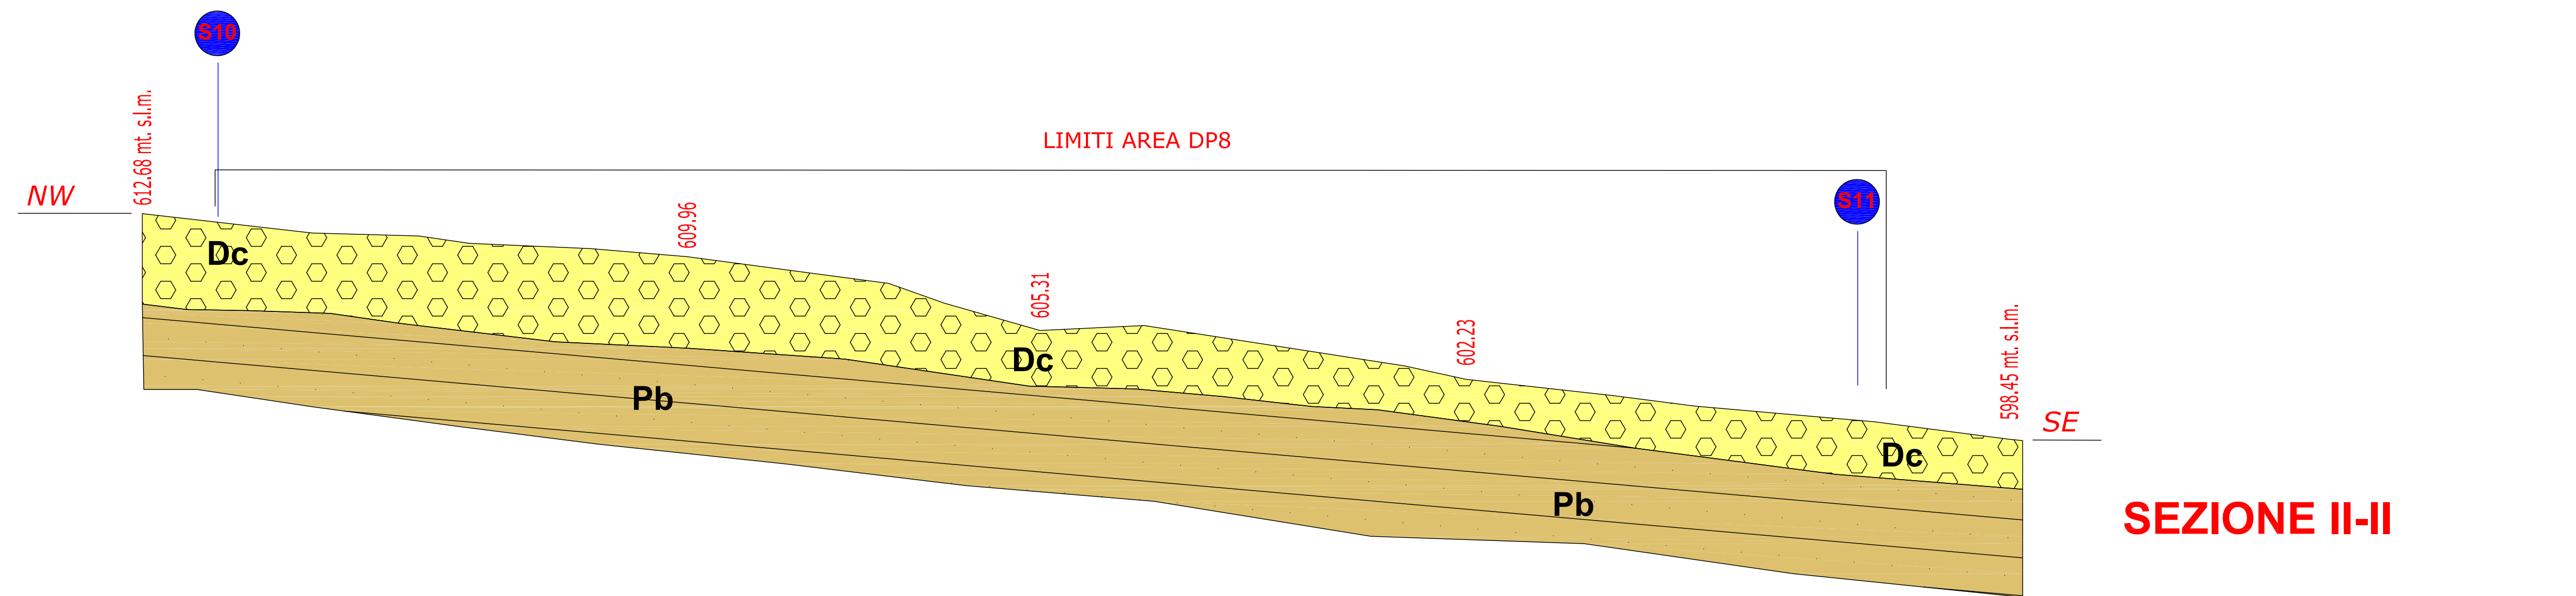 S10
612.68 mt. s.l.m.
LIMITI AREA DP8
NW
S11
609.96
605.31
602.23
598.45 mt. s.l.m.
Dc
Dc
Pb
SE
Dc
Pb
SEZIONE II-II